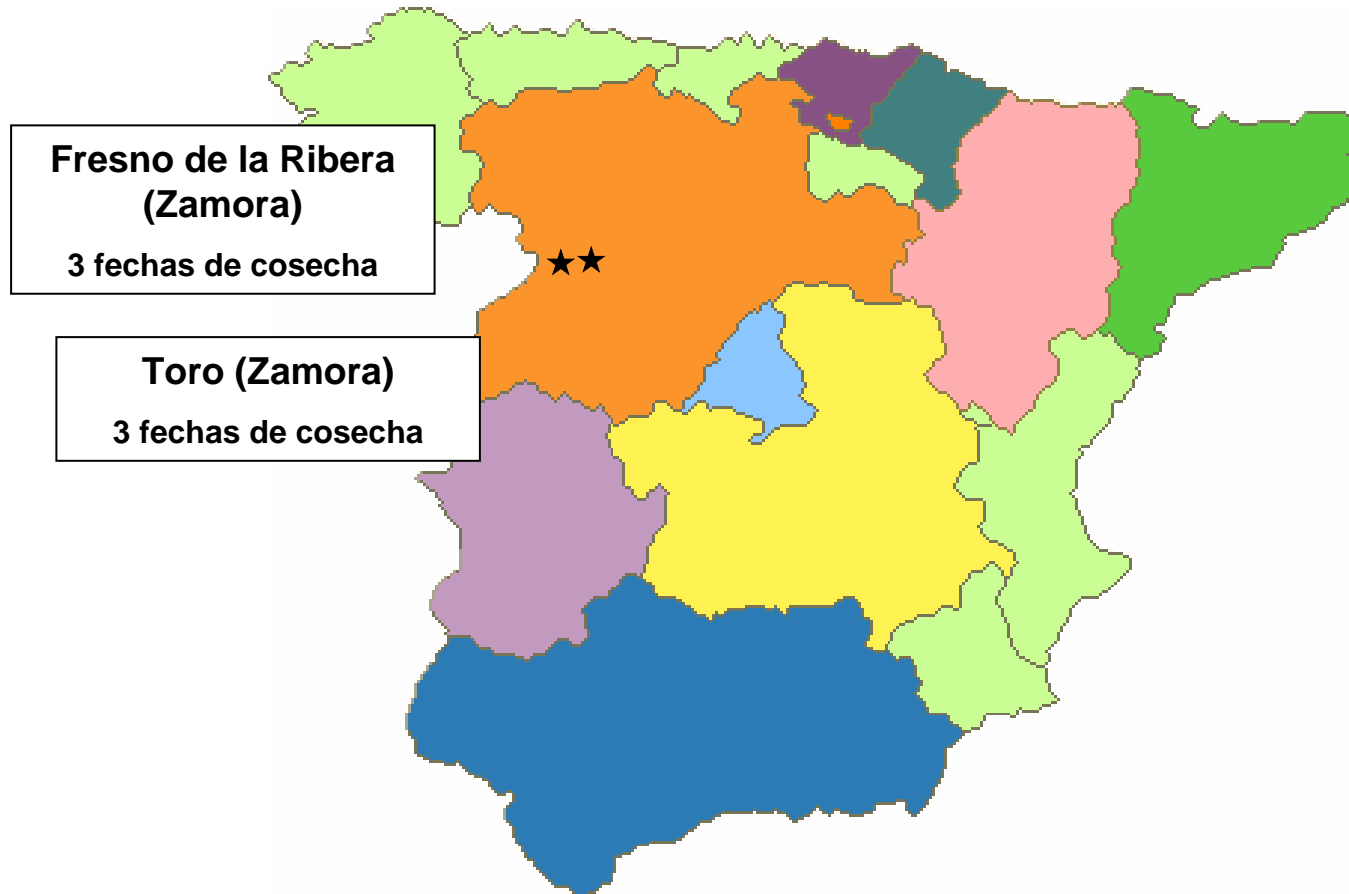 Fresno de la Ribera
(Zamora)
3 fechas de cosecha
Toro (Zamora)
3 fechas de cosecha